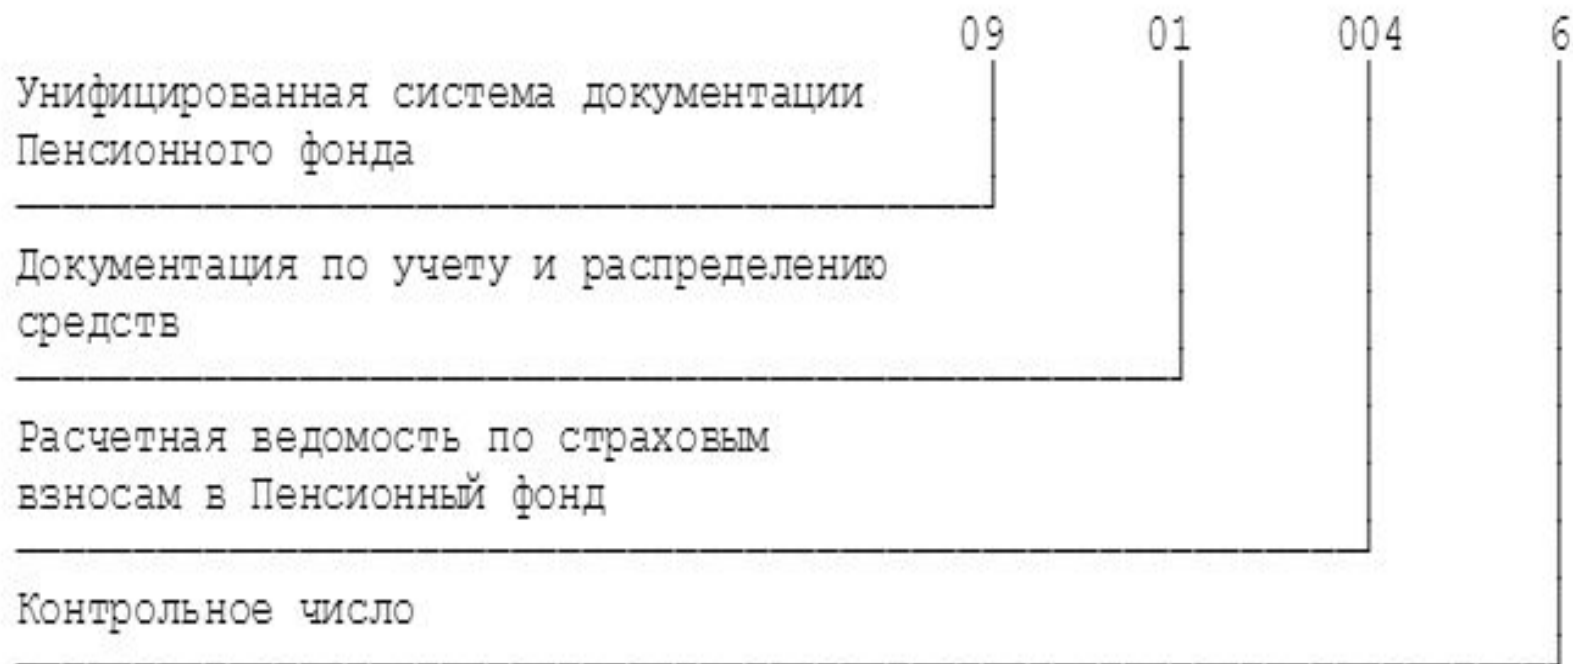 09 01 004 6
Унифицированная система документации
Пенсионного фонда
Документация по учету и распределению
средств
Расчетная ведомость по страховым
взносам в Пенсионный фонд
Контрольное число